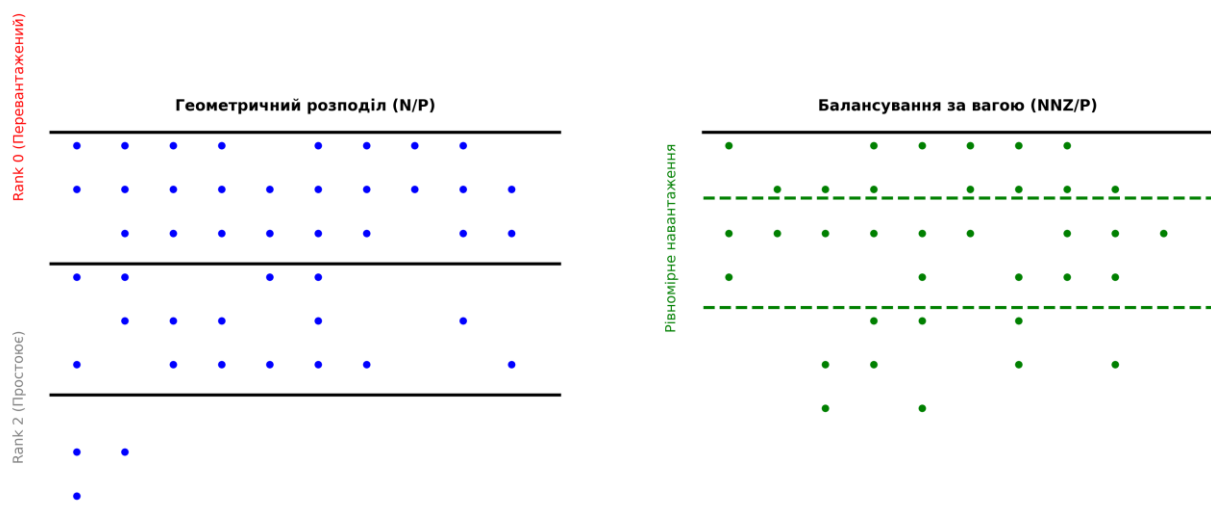 Rank 0 (Перевантажений)
Rank 2 (Простоює)
Геометричний розподіл (N/P)
Рівномірне навантаження
Балансування за вагою (NNZ/P)